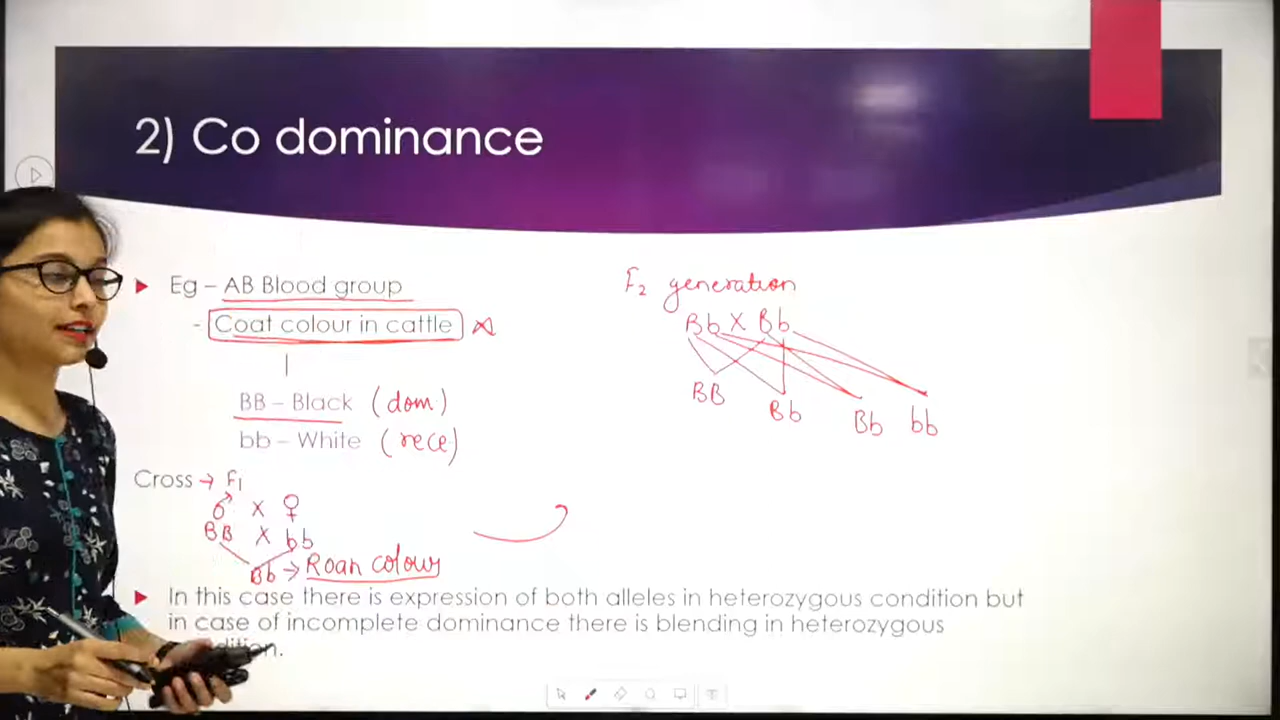 2) Co dominance
Eg – AB Blood group
- Coat colour in cattle
BB – Black (dom)
bb – White (rece)
Cross → F1
♂ X ♀
BB X bb
Bb → Roan colour
In this case there is expression of both alleles in heterozygous condition but
in case of incomplete dominance there is blending in heterozygous
F2 generation
Bb X Bb
BB Bb Bb bb